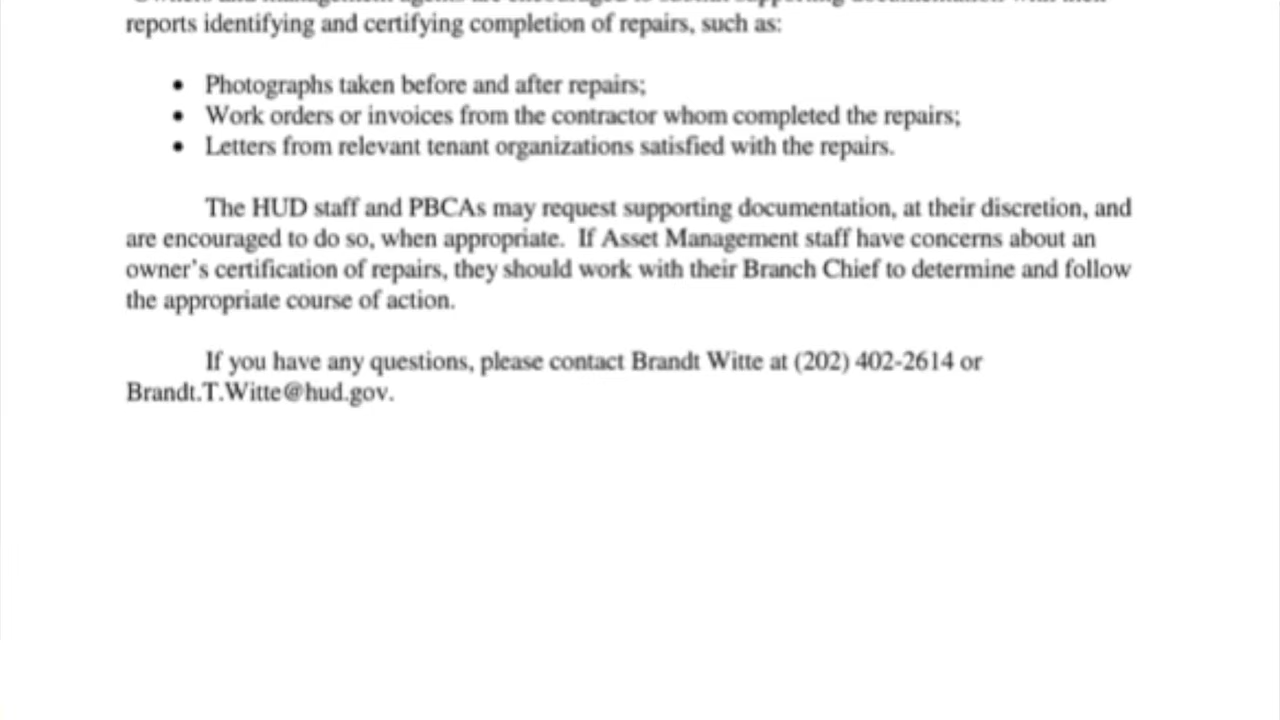 reports identifying and certifying completion of repairs, such as:
• Photographs taken before and after repairs;
• Work orders or invoices from the contractor whom completed the repairs;
• Letters from relevant tenant organizations satisfied with the repairs.
The HUD staff and PBCAs may request supporting documentation, at their discretion, and
are encouraged to do so, when appropriate.  If Asset Management staff have concerns about an
owner's certification of repairs, they should work with their Branch Chief to determine and follow
the appropriate course of action.
If you have any questions, please contact Brandt Witte at (202) 402-2614 or
Brandt.T.Witte@hud.gov.